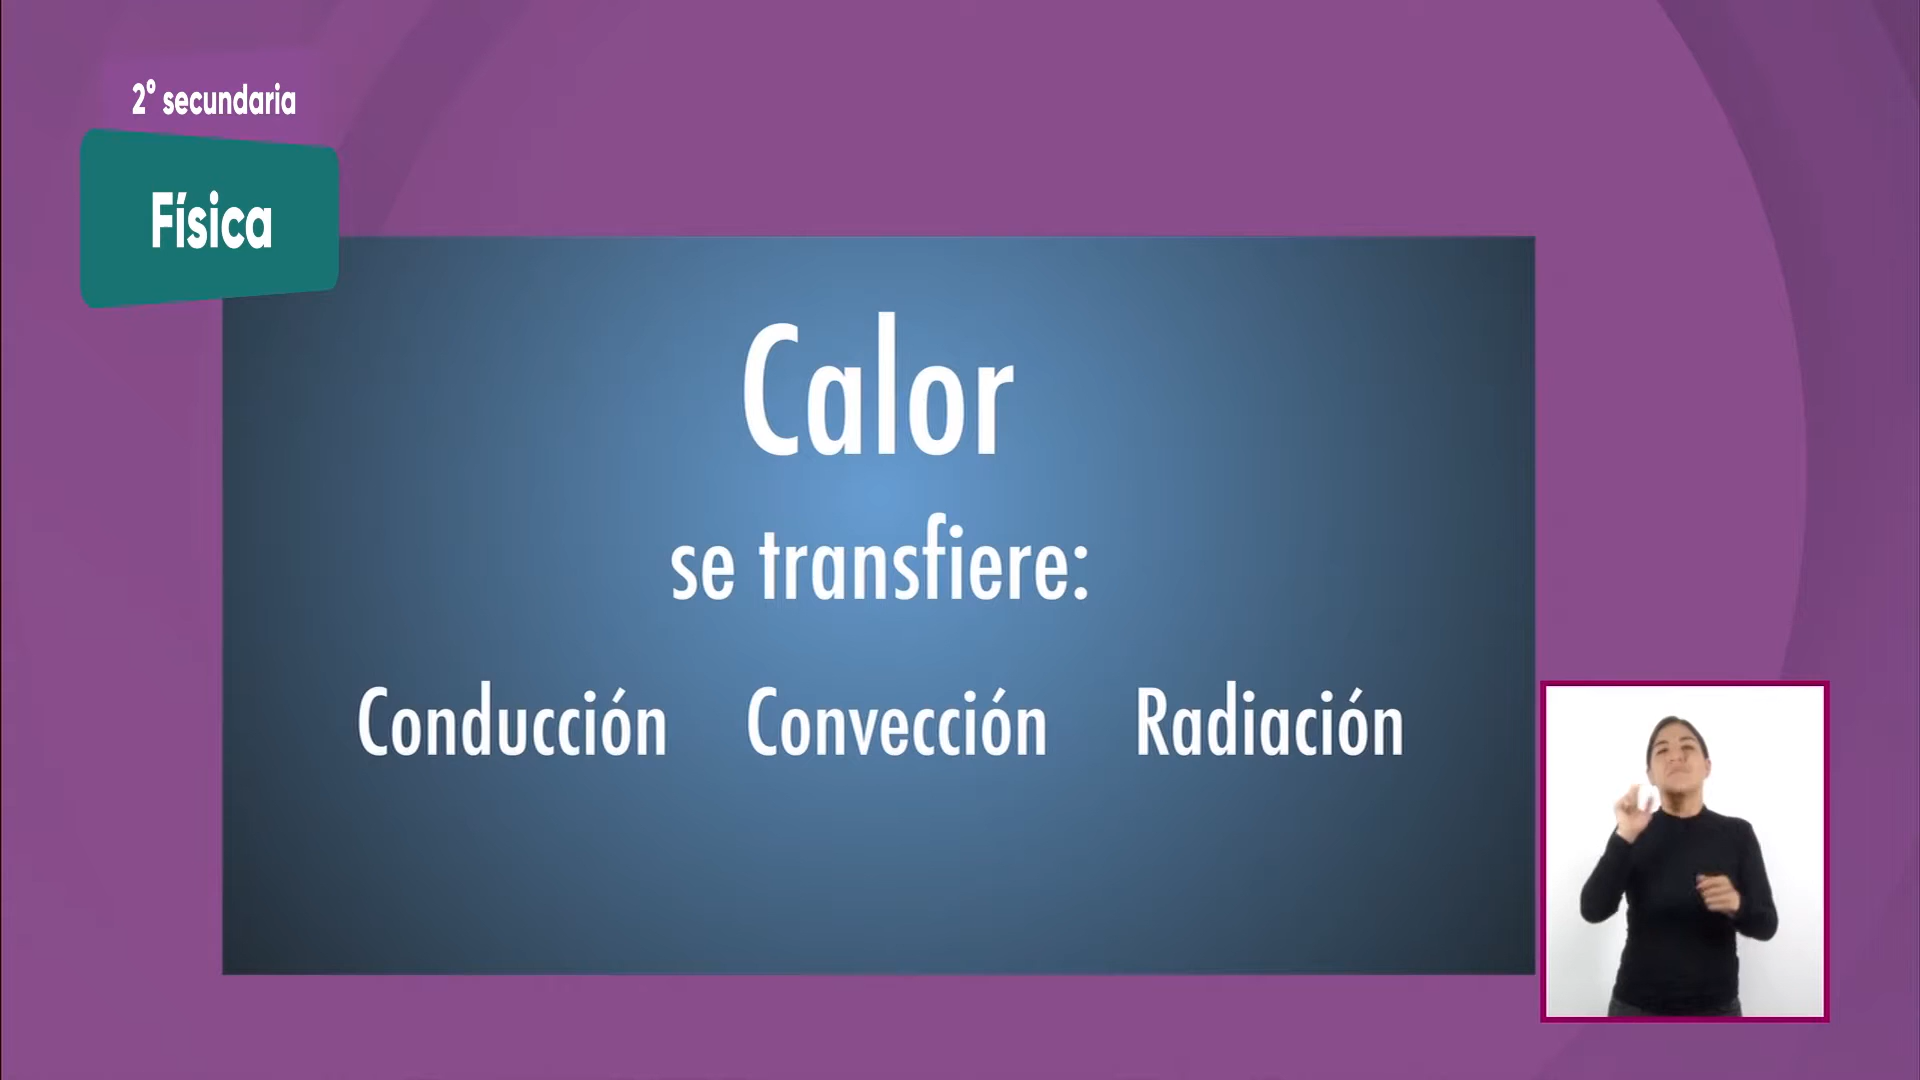 2° secundaria
Física
Calor
se transfiere:
Conducción Convección Radiación